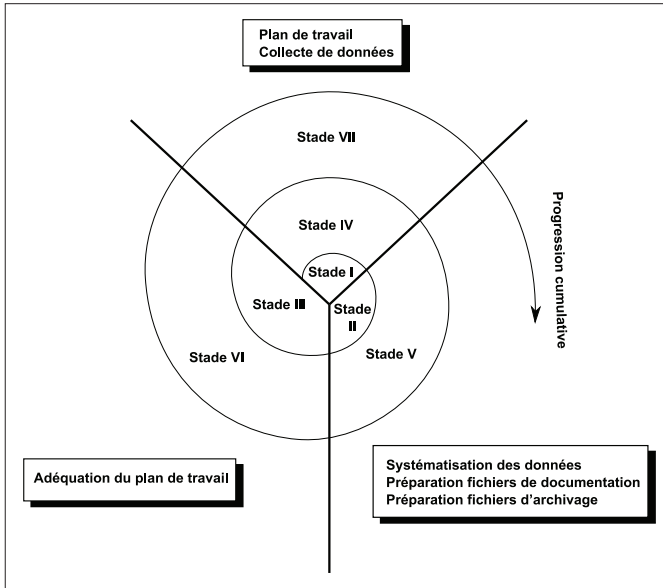 Plan de travail
Collecte de données
Stade VII
Stade IV
Stade I
Stade III
Stade
II
Stade VI
Stade V
Progression cumulative
Adéquation du plan de travail
Systématisation des données
Préparation fichiers de documentation
Préparation fichiers d'archivage